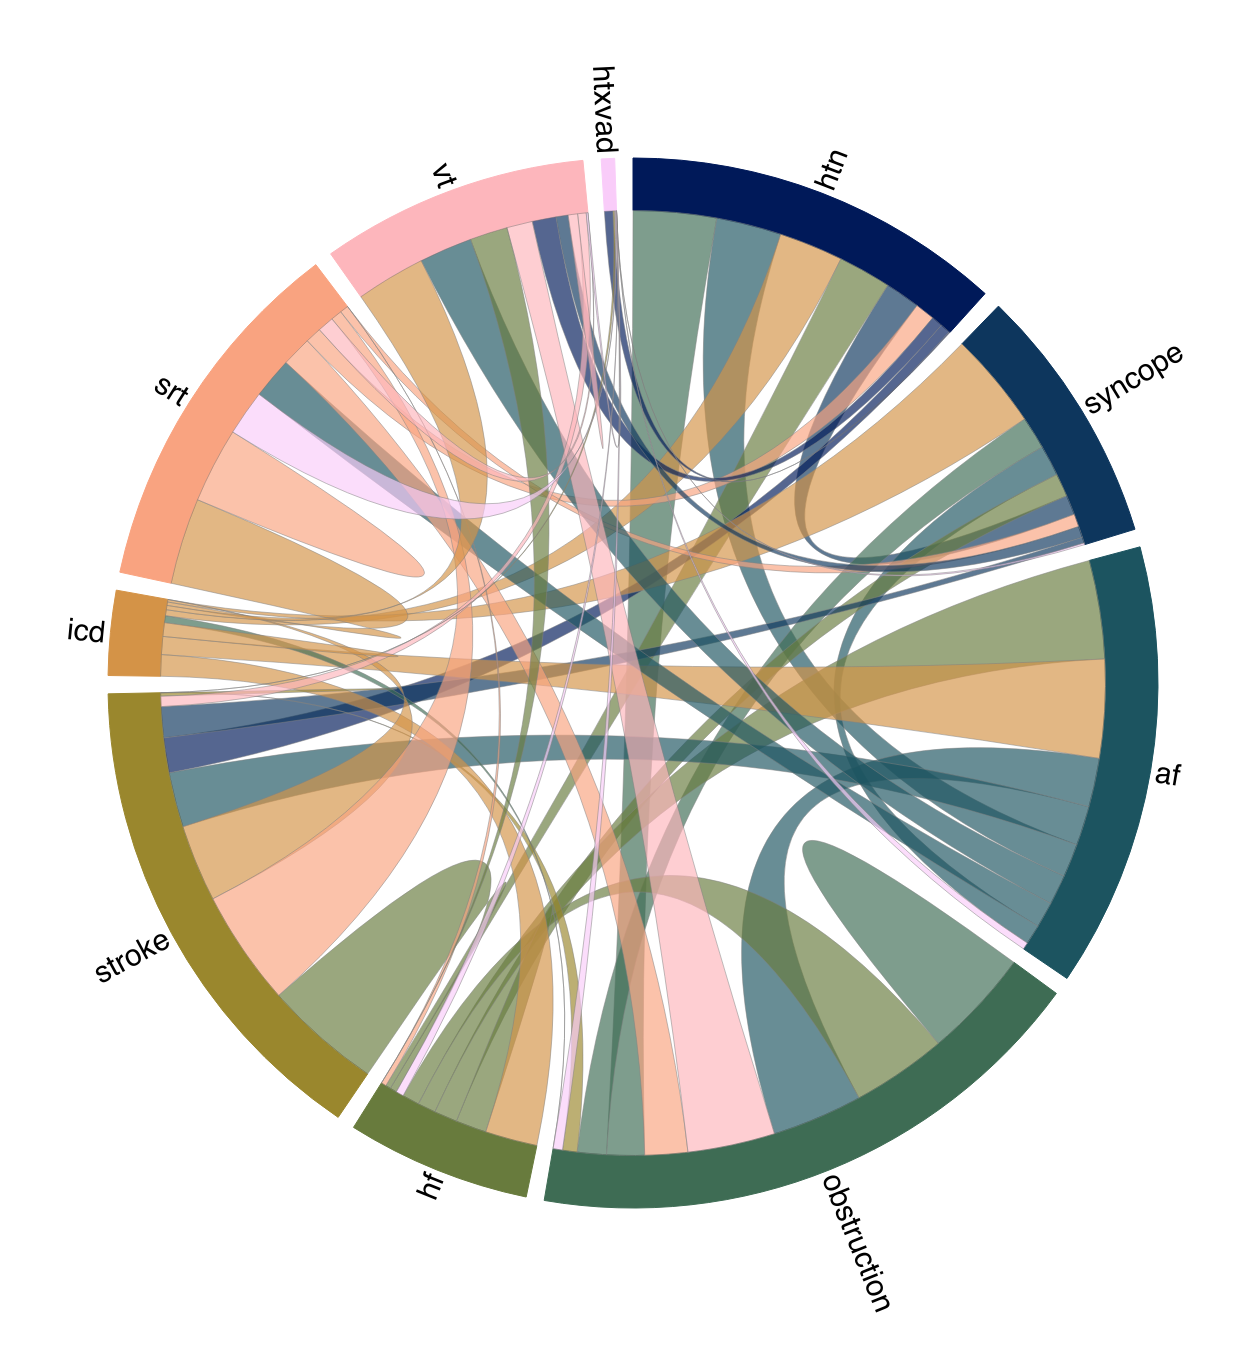 htxvad
htn
syncope
af
obstruction
hf
stroke
icd
srt
vt